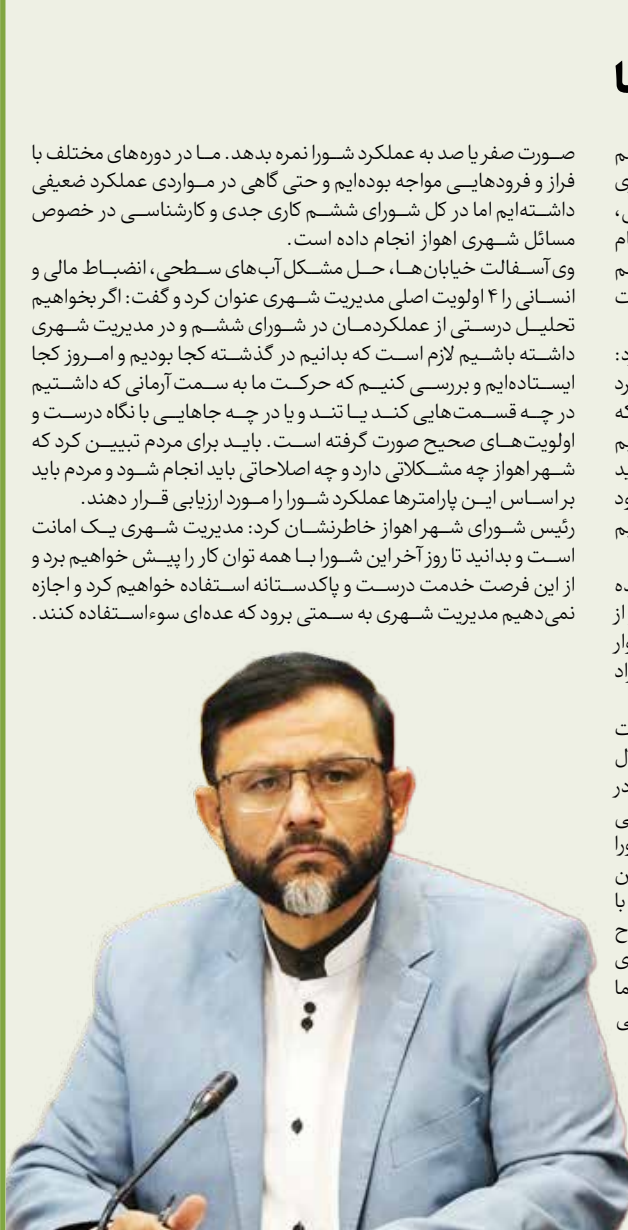 صورت صفر یا صد به عملکرد شورا نمره بدهد. ما در دوره‌های مختلف با
فراز و فرودهایی مواجه بوده‌ایم و حتی گاهی در مواردی عملکرد ضعیفی
داشته‌ایم اما در کل شورای ششم کاری جدی و کارشناسی در خصوص
مسائل شهری اهواز انجام داده است.
وی آسفالت خیابان‌ها، حل مشکل آب‌های سطحی، انضباط مالی و
انسانی را ۴ اولویت اصلی مدیریت شهری عنوان کرد و گفت: اگر بخواهیم
تحلیل درستی از عملکردمان در شورای ششم و در مدیریت شهری
داشته باشیم لازم است که بدانیم در گذشته کجا بودیم و امروز کجا
ایستاده‌ایم و بررسی کنیم که حرکت ما به سمت آرمانی که داشتیم
در چه قسمت‌هایی کند یا تند و یا در چه جاهایی با نگاه درست و
اولویت‌های صحیح صورت گرفته است. باید برای مردم تبیین کرد که
شهر اهواز چه مشکلاتی دارد و چه اصلاحاتی باید انجام شود و مردم باید
بر اساس این پارامترها عملکرد شورا را مورد ارزیابی قرار دهند.
رئیس شورای شهر اهواز خاطرنشان کرد: مدیریت شهری یک امانت
است و بدانید تا روز آخر این شورا با همه توان کار را پیش خواهیم برد و
از این فرصت خدمت درست و پاکدستانه استفاده خواهیم کرد و اجازه
نمی‌دهیم مدیریت شهری به سمتی برود که عده‌ای سوءاستفاده کنند.